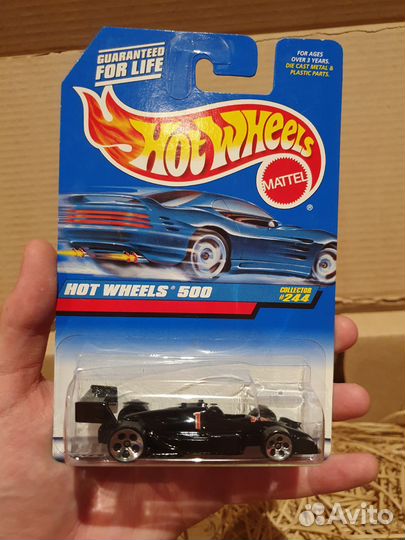 GUARANTEED
FOR LIFE
FOR AGES
OVER 3 YEARS.
DIE CAST METAL &
PLASTIC PARTS.
HOT WHEELS
MATTEL
®
HOT WHEELS® 500
COLLECTOR
#244
1
Avito